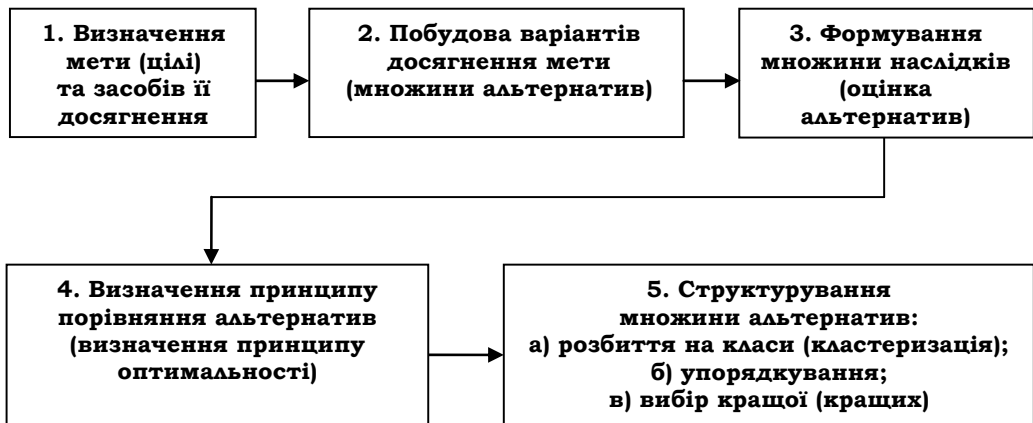 1. Визначення
мети (цілі)
та засобів її
досягнення
2. Побудова варіантів
досягнення мети
(множини альтернатив)
3. Формування
множини наслідків
(оцінка
альтернатив)
4. Визначення принципу
порівняння альтернатив
(визначення принципу
оптимальності)
5. Структурування
множини альтернатив:
а) розбиття на класи (кластеризація);
б) упорядкування;
в) вибір кращої (кращих)